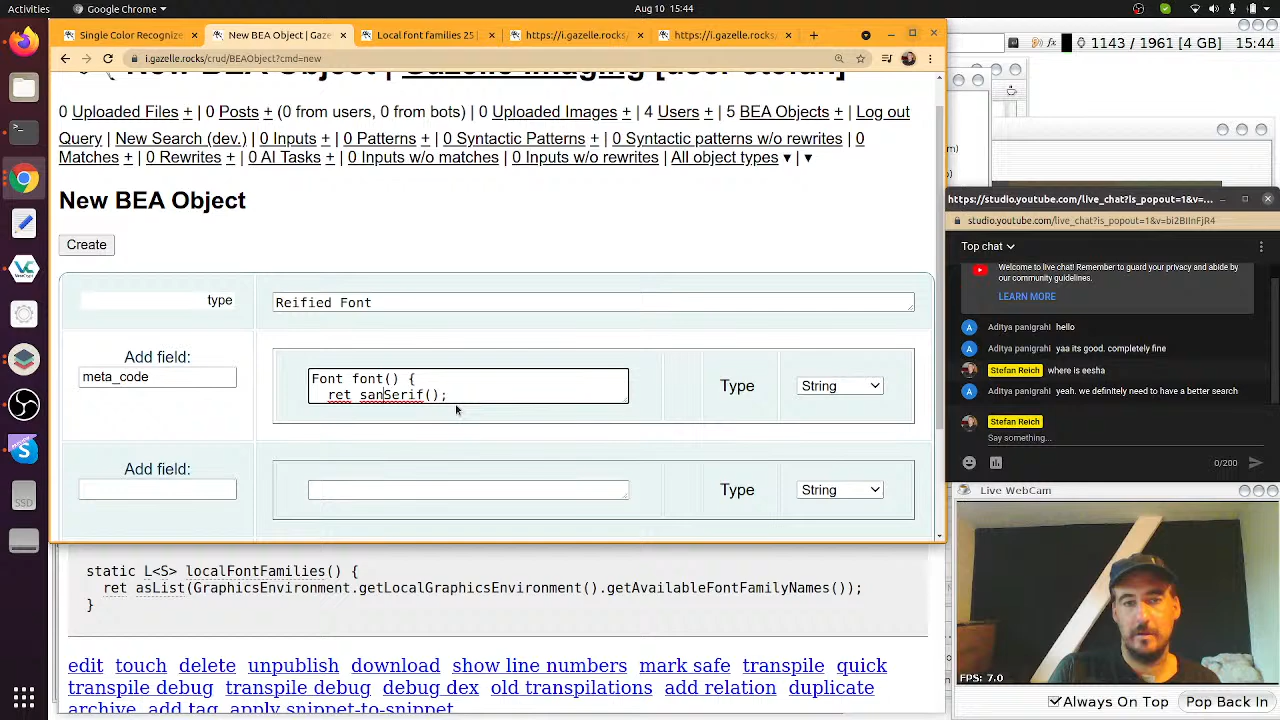 Activities
Google Chrome
Aug 10 15:44
1143 / 1961 [4 GB]
15:44
Single Color Recognize
New BEA Object | Gaze
Local font families 25 |
https://i.gazelle.rocks/
https://i.gazelle.rocks/
i.gazelle.rocks/crud/BEAObject?cmd=new
New BEA Object | Gazelle Imaging [user stefan]
0 Uploaded Files + | 0 Posts + (0 from users, 0 from bots) | 0 Uploaded Images + | 4 Users + | 5 BEA Objects + | Log out
Query | New Search (dev.) | 0 Inputs + | 0 Patterns + | 0 Syntactic Patterns + | 0 Syntactic patterns w/o rewrites | 0
Matches + | 0 Rewrites + | 0 AI Tasks + | 0 Inputs w/o matches | 0 Inputs w/o rewrites | All object types ▾ | ▾
New BEA Object
Create
type
Reified Font
Add field:
meta_code
Font font() {
ret sanSerif();
Type
String
Add field:
Type
String
static L<S> localFontFamilies() {
ret asList(GraphicsEnvironment.getLocalGraphicsEnvironment().getAvailableFontFamilyNames());
}
edit touch delete unpublish download show line numbers mark safe transpile quick
transpile debug transpile debug debug dex old transpilations add relation duplicate
archive add tag apply snippet-to-snippet
https://studio.youtube.com/live_chat?is_popout=1&v=...
studio.youtube.com/live_chat?is_popout=1&v=bi2BIInFjR4
Top chat
Welcome to live chat! Remember to guard your privacy and abide by
our community guidelines.
LEARN MORE
A Aditya panigrahi hello
A Aditya panigrahi yaa its good. completely fine
Stefan Reich where is eesha
A Aditya panigrahi yeah. we definitely need to have a better search
Stefan Reich
Say something...
0/200
Live WebCam
FPS: 7.0
Always On Top
Pop Back In
SSD